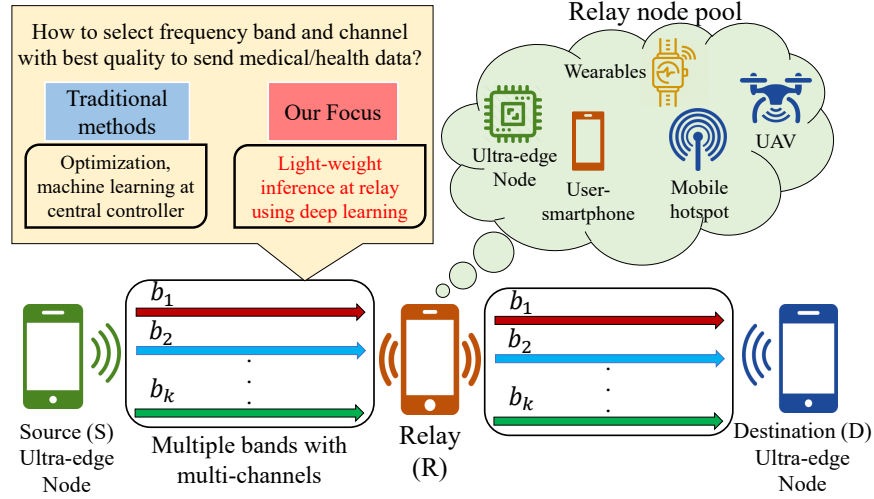 How to select frequency band and channel
with best quality to send medical/health data?
Traditional
methods
Our Focus
Optimization,
machine learning at
central controller
Light-weight
inference at relay
using deep learning
Relay node pool
Wearables
Ultra-edge
Node
User-
smartphone
Mobile
hotspot
UAV
b₁
b₂
bₖ
b₁
b₂
bₖ
Source (S)
Ultra-edge
Node
Multiple bands with
multi-channels
Relay
(R)
Destination (D)
Ultra-edge
Node